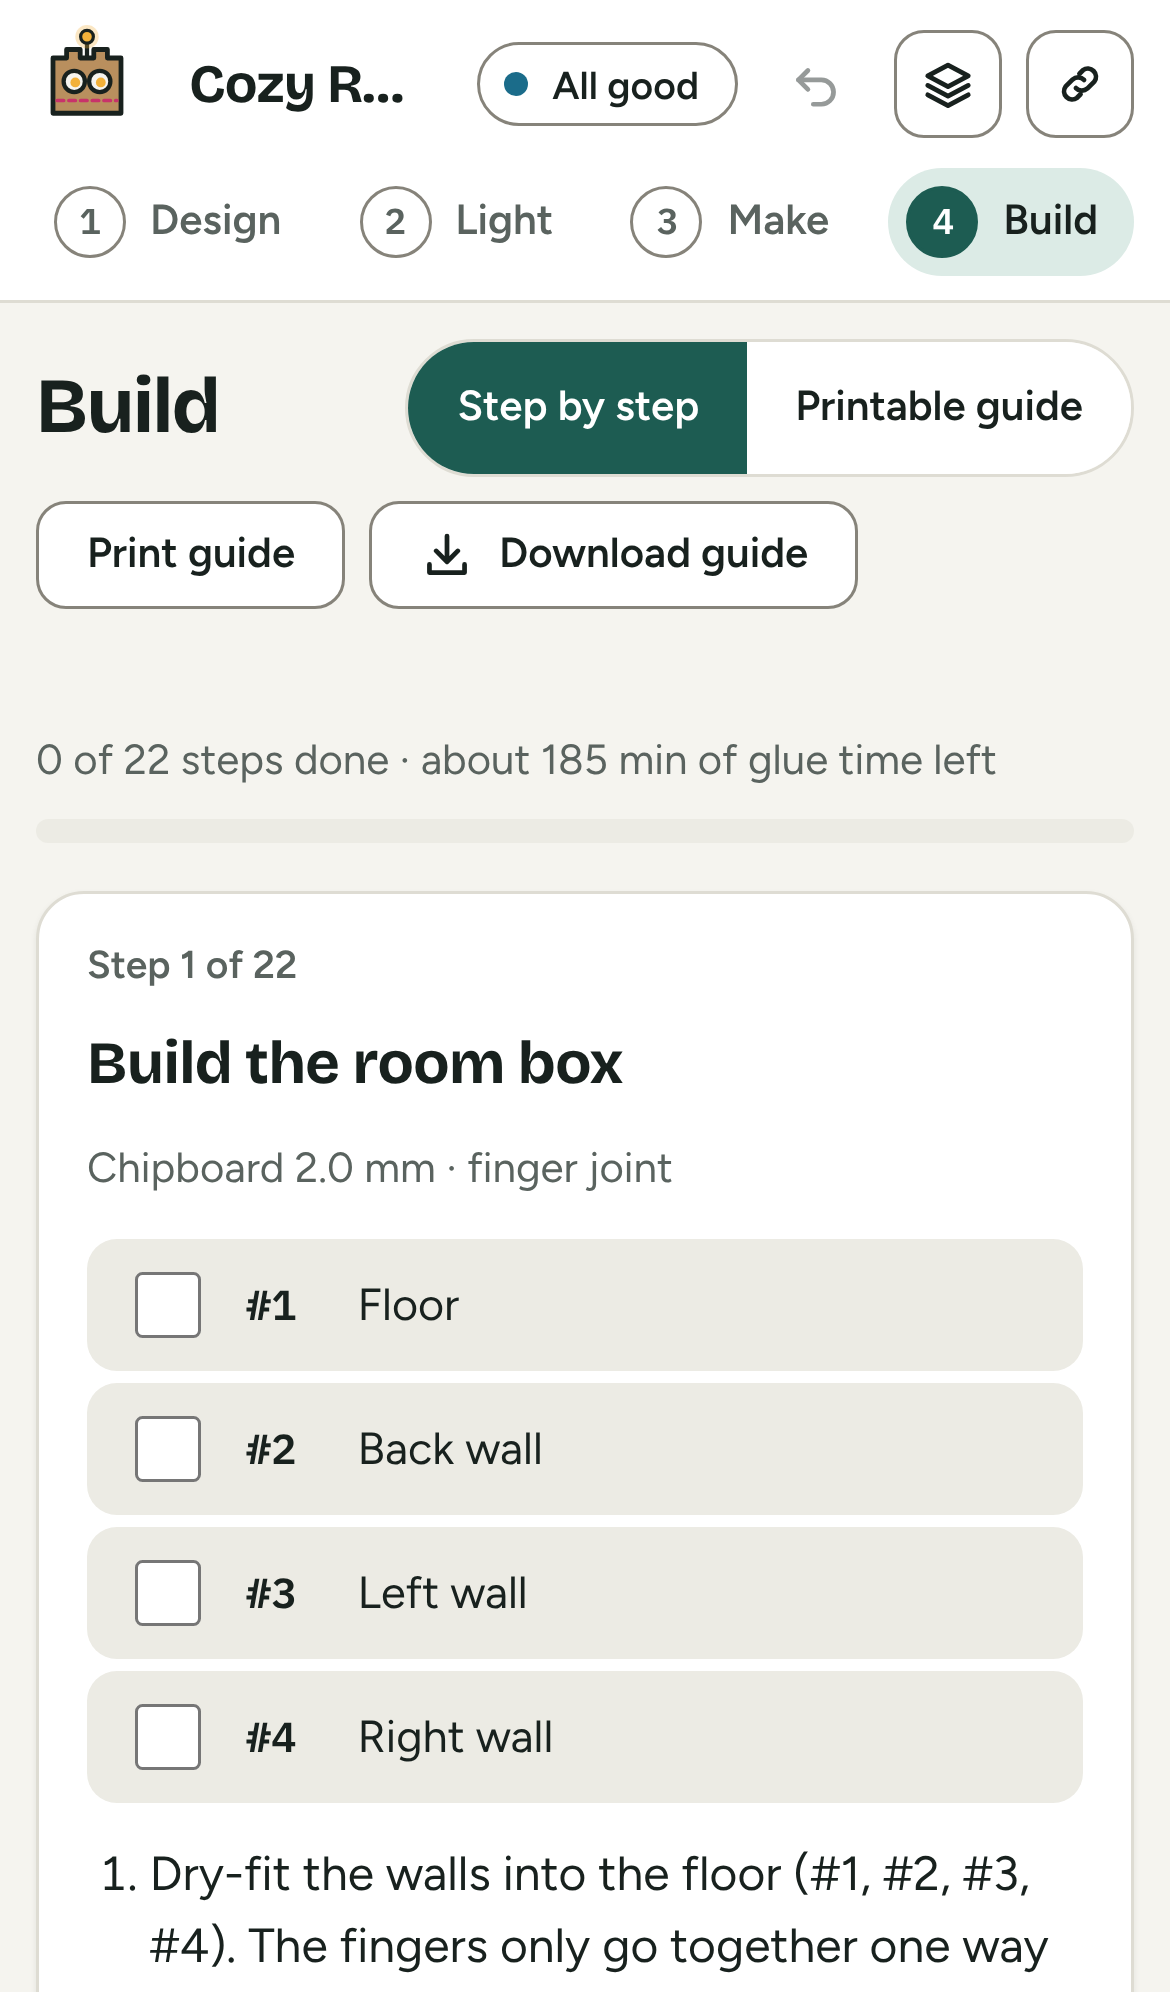 Cozy R...
All good
1 Design
2 Light
3 Make
4 Build
Build
Step by step
Printable guide
Print guide
Download guide
0 of 22 steps done · about 185 min of glue time left
Step 1 of 22
Build the room box
Chipboard 2.0 mm · finger joint
#1 Floor
#2 Back wall
#3 Left wall
#4 Right wall
1. Dry-fit the walls into the floor (#1, #2, #3,
#4). The fingers only go together one way